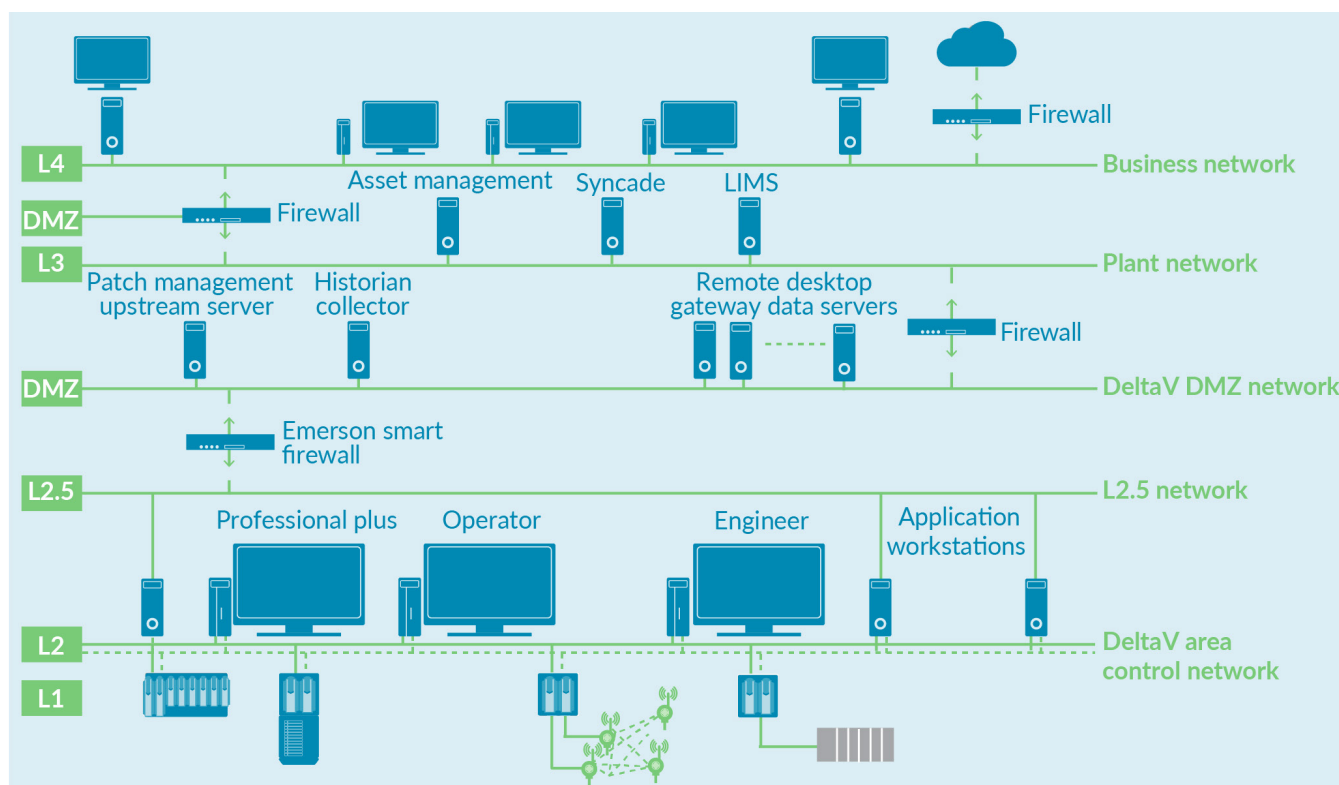 Firewall
L4
Business network
Asset management
Syncade
LIMS
DMZ
Firewall
L3
Plant network
Patch management
upstream server
Historian
collector
Remote desktop
gateway data servers
Firewall
DMZ
DeltaV DMZ network
Emerson smart
firewall
L2.5
L2.5 network
Professional plus
Operator
Engineer
Application
workstations
L2
DeltaV area
control network
L1